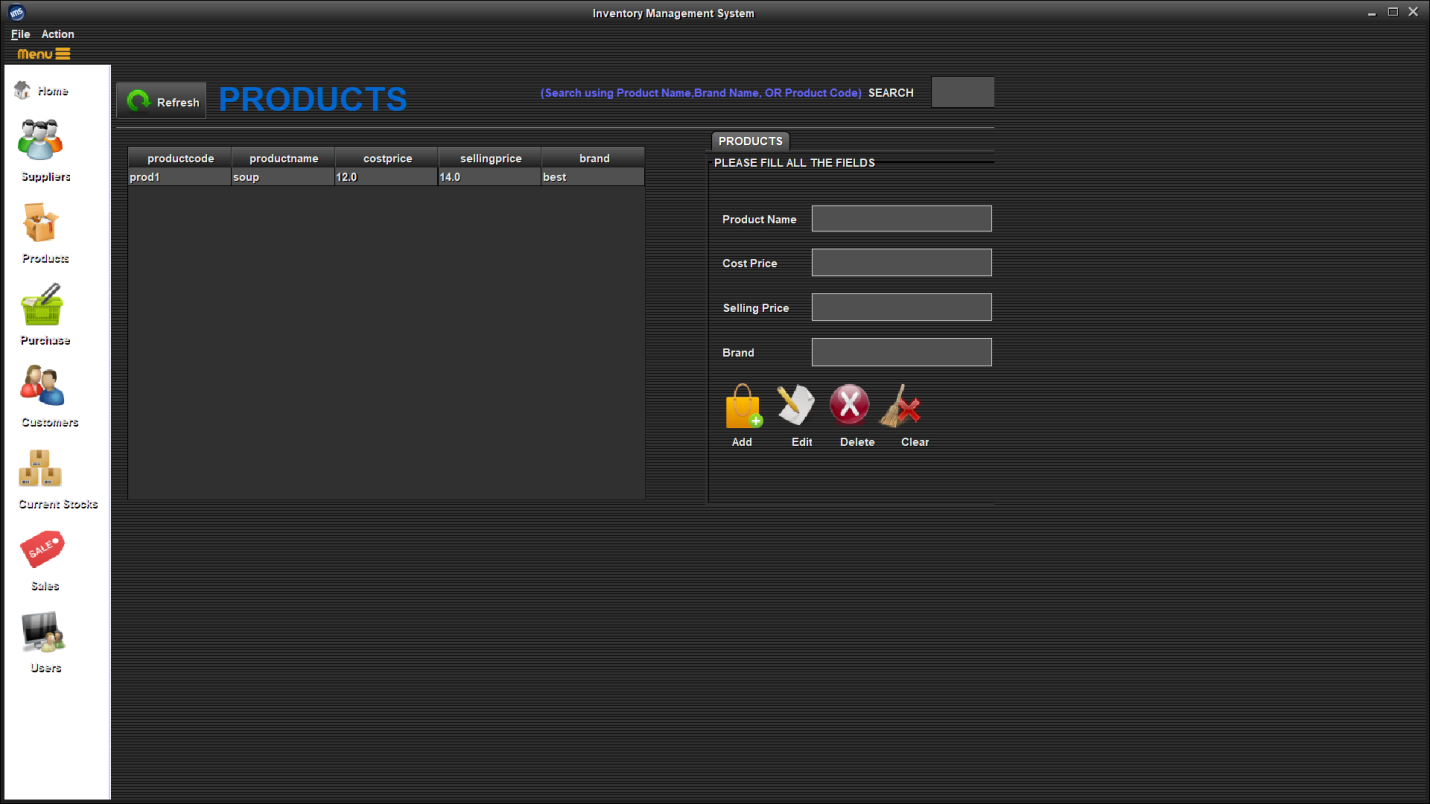 IMS
Inventory Management System
File Action
Menu
Home
Suppliers
Products
Purchase
Customers
Current Stocks
SALE
Sales
Users
Refresh
PRODUCTS
(Search using Product Name,Brand Name, OR Product Code) SEARCH
productcode productname costprice sellingprice brand
prod1 soup 12.0 14.0 best
PRODUCTS
PLEASE FILL ALL THE FIELDS
Product Name
Cost Price
Selling Price
Brand
Add Edit Delete Clear